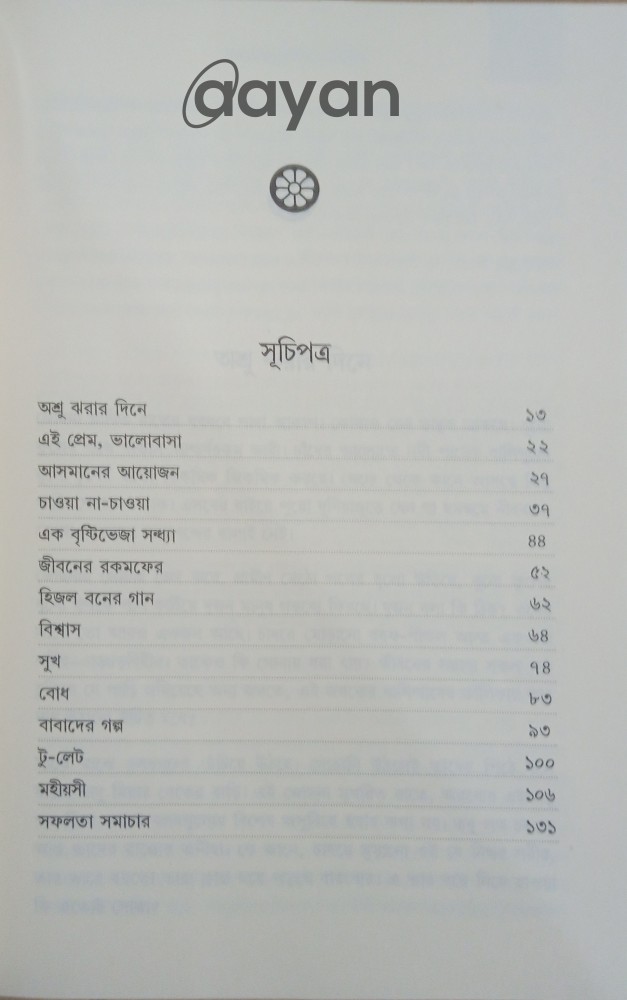 aayan
সূচিপত্র
অশ্রু ঝরার দিনে ১৩
এই প্রেম, ভালোবাসা ২২
আসমানের আয়োজন ২৭
চাওয়া না-চাওয়া ৩৭
এক বৃষ্টিভেজা সন্ধ্যা ৪৪
জীবনের রকমফের ৫২
হিজল বনের গান ৬২
বিশ্বাস ৬৪
সুখ ৭৪
বোধ ৮৩
বাবাদের গল্প ৯৩
টু-লেট ১০০
মহীয়সী ১০৬
সফলতা সমাচার ১৩১